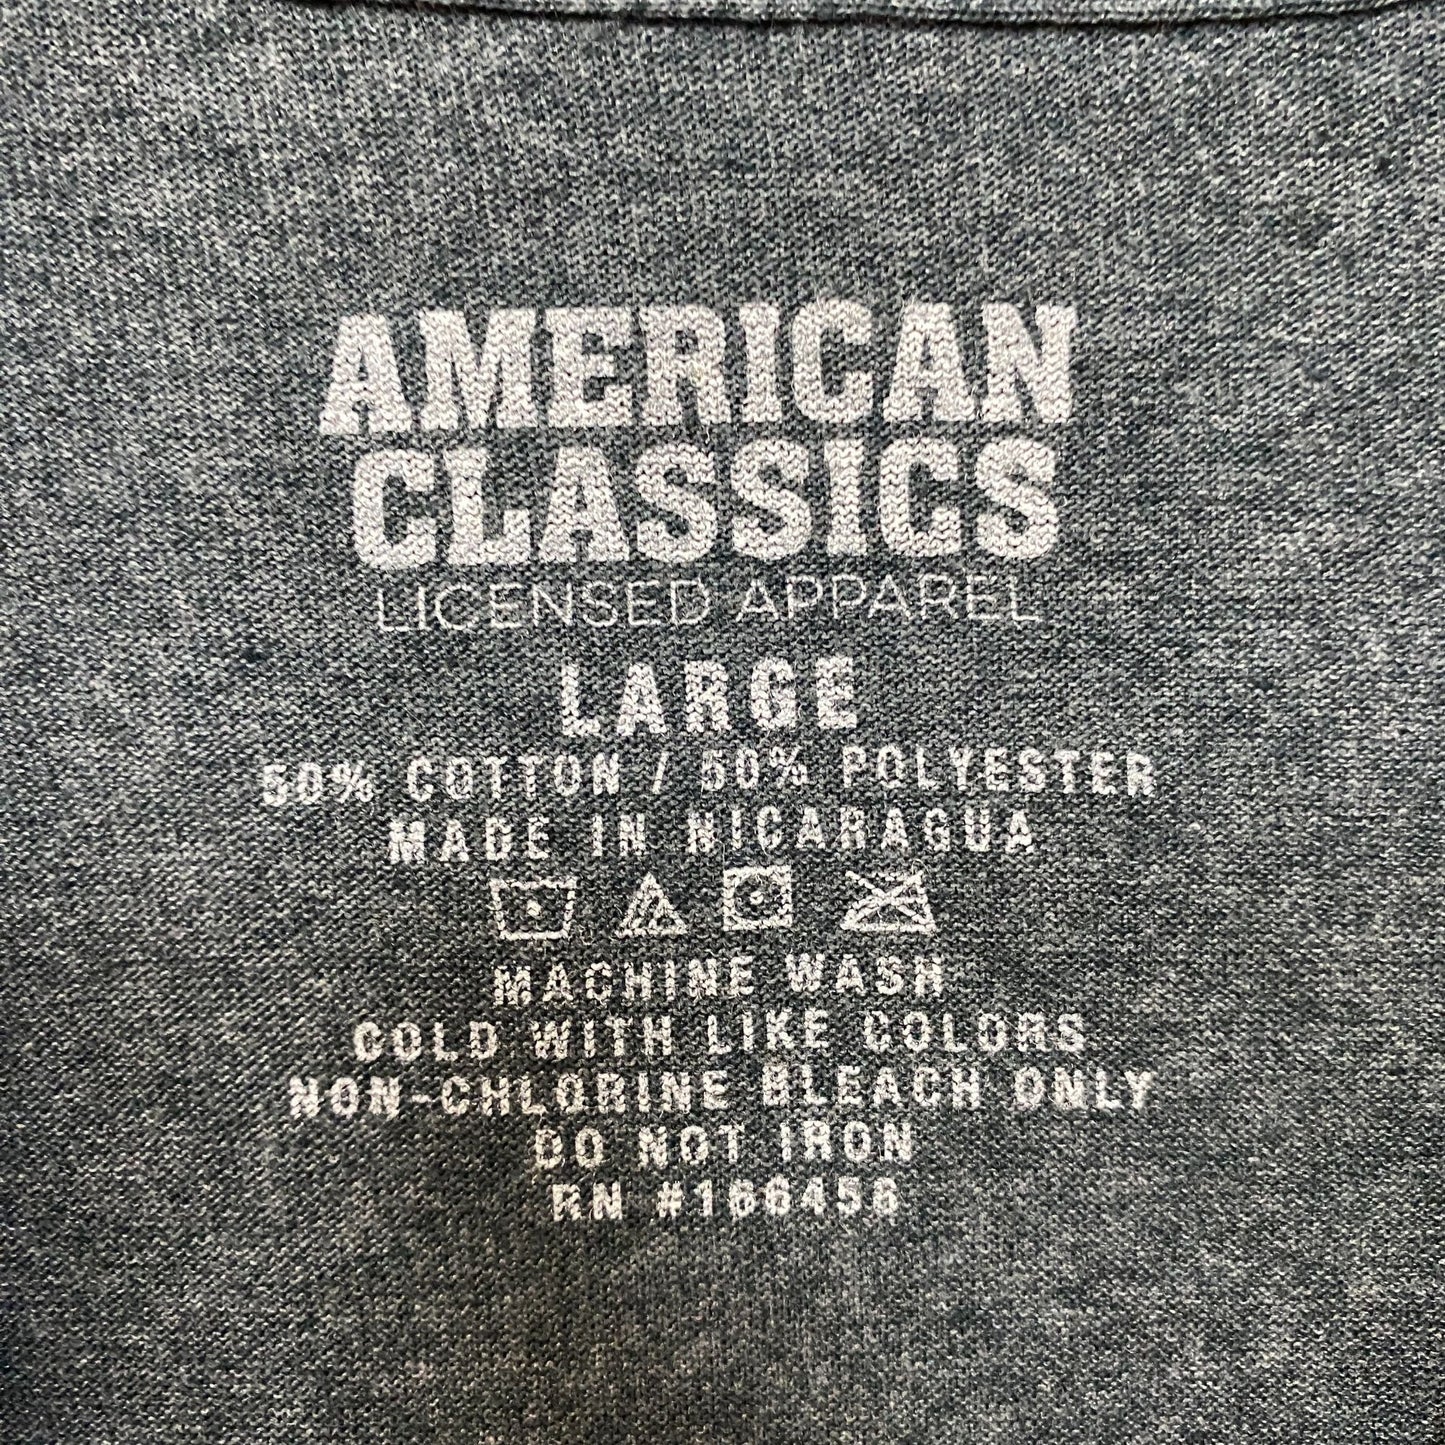 AMERICAN
CLASSICS
LICENSED APPAREL
LARGE
50% COTTON / 50% POLYESTER
MADE IN NICARAGUA
MACHINE WASH
COLD WITH LIKE COLORS
NON-CHLORINE BLEACH ONLY
DO NOT IRON
RN #166456